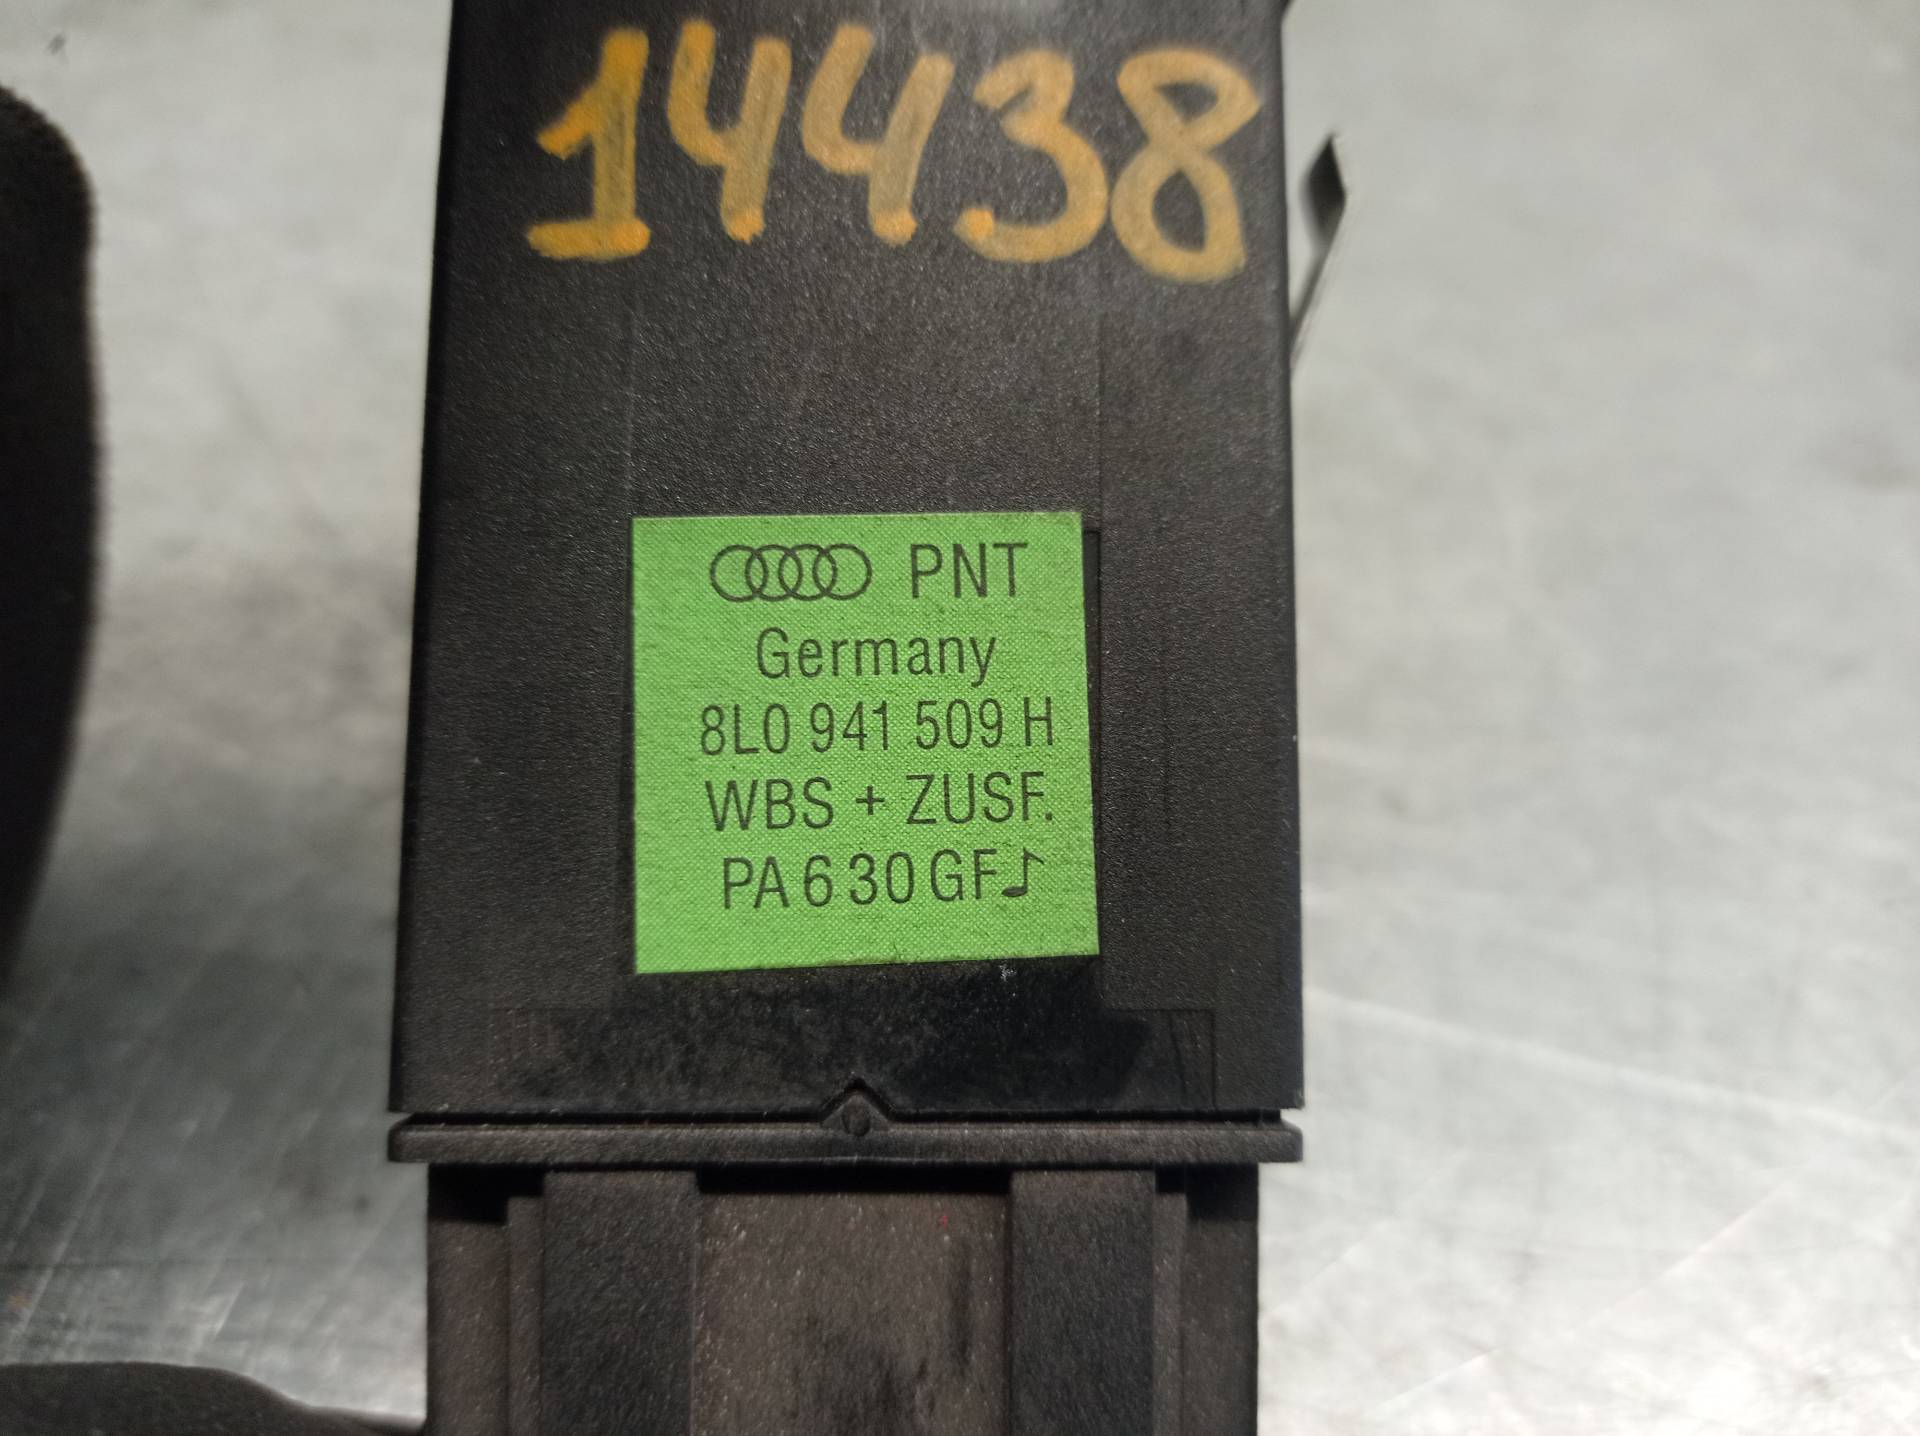 14438
PNT
Germany
8L0 941 509 H
WBS + ZUSF.
PA 6 30 GF♪